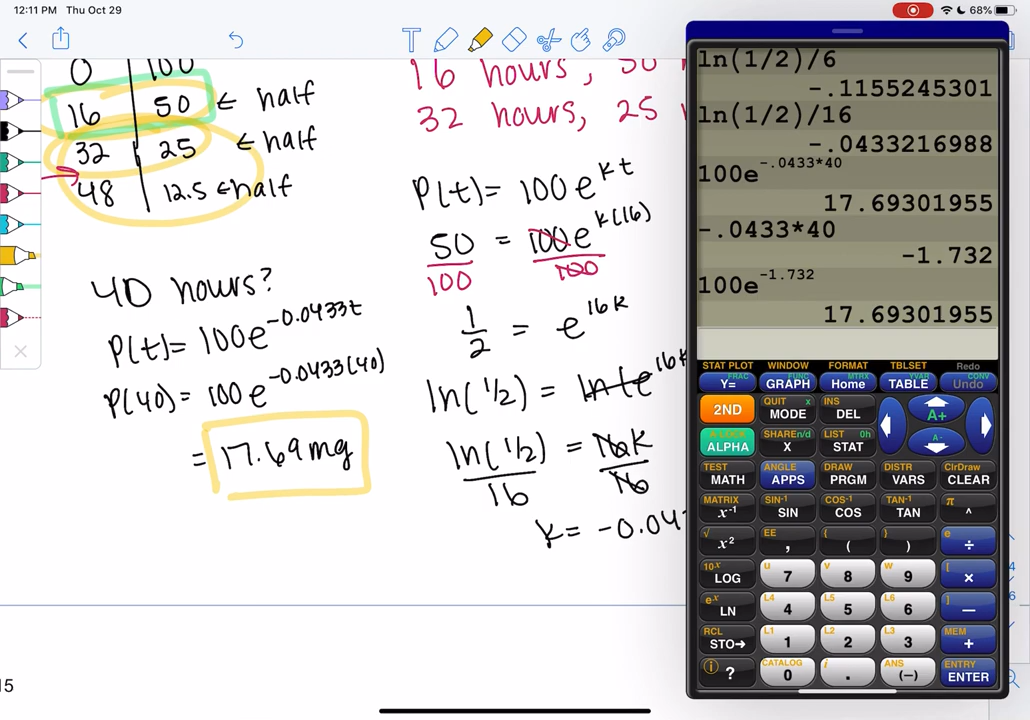 12:11 PM Thu Oct 29
68%
0 100
16 50 ← half
32 25 ← half
48 12.5 ← half
16 hours, 50
32 hours, 25
P(t) = 100e^kt
50 = 100e^k(16)
100 100
1/2 = e^16k
ln(1/2) = ln(e^16k
ln(1/2) = 16k
16 16
k = -0.04
40 hours?
P(t) = 100e^-0.0433t
P(40) = 100e^-0.0433(40)
= 17.69 mg
15
ln(1/2)/6
-.1155245301
ln(1/2)/16
-.0433216988
100e^-.0433*40
17.69301955
-.0433*40
-1.732
100e^-1.732
17.69301955
STAT PLOT WINDOW FORMAT TBLSET Redo
Y= GRAPH Home TABLE Undo
QUIT x INS
2ND MODE DEL A+
A-LOCK SHARE n/d LIST 0h A-
ALPHA X STAT
TEST ANGLE DRAW DISTR ClrDraw
MATH APPS PRGM VARS CLEAR
MATRIX SIN-1 COS-1 TAN-1 π
x-1 SIN COS TAN ^
√ EE { } e
x² , ( ) ÷
10^x u v w [
LOG 7 8 9 ×
e^x L4 L5 L6 ]
LN 4 5 6 —
RCL L1 L2 L3 MEM
STO→ 1 2 3 +
CATALOG i ANS ENTRY
? 0 . (−) ENTER